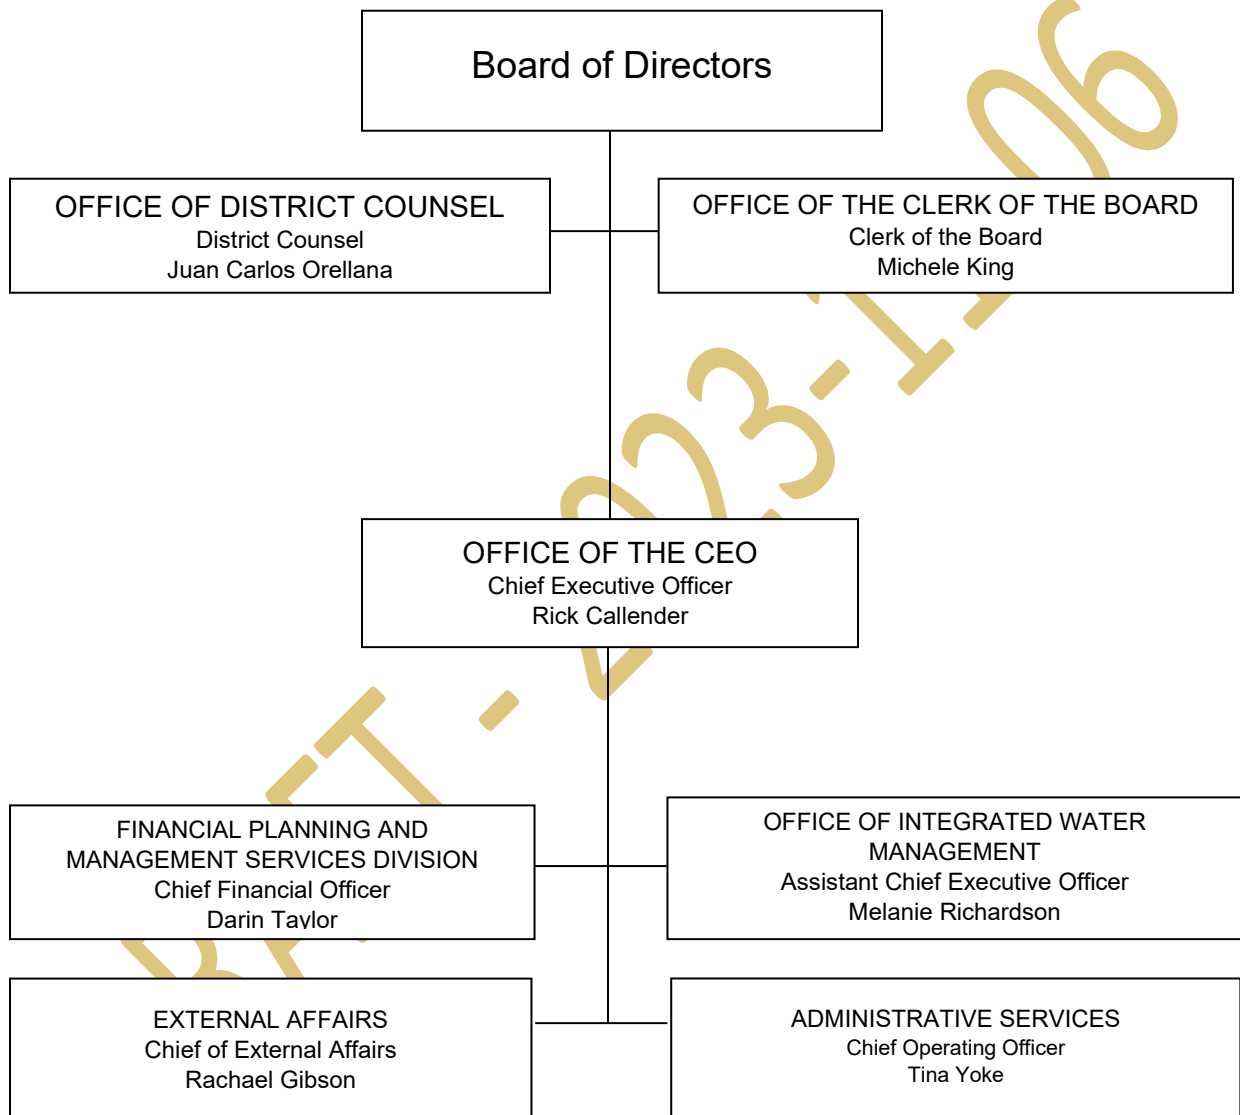 Board of Directors
OFFICE OF DISTRICT COUNSEL
District Counsel
Juan Carlos Orellana
OFFICE OF THE CLERK OF THE BOARD
Clerk of the Board
Michele King
OFFICE OF THE CEO
Chief Executive Officer
Rick Callender
FINANCIAL PLANNING AND
MANAGEMENT SERVICES DIVISION
Chief Financial Officer
Darin Taylor
OFFICE OF INTEGRATED WATER
MANAGEMENT
Assistant Chief Executive Officer
Melanie Richardson
EXTERNAL AFFAIRS
Chief of External Affairs
Rachael Gibson
ADMINISTRATIVE SERVICES
Chief Operating Officer
Tina Yoke